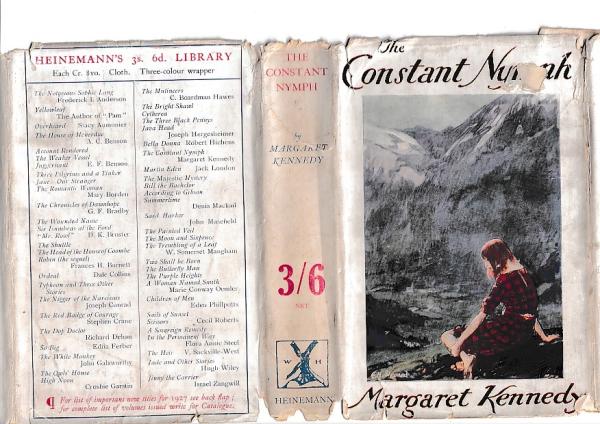 HEINEMANN'S 3s. 6d. LIBRARY
Each Cr. 8vo. Cloth. Three-colour wrapper
The Notorious Sophie Lang
Frederick I. Anderson
Yellowleaf
The Author of "Pam"
Overheard Stacy Aumonier
The House of Menerdue
A. C. Benson
Account Rendered
The Weaker Vessel
Juggernaut E. F. Benson
Three Pilgrims and a Tinker
Jane—Our Stranger
The Romantic Woman
Mary Borden
The Chronicles of Dawnhope
G. F. Bradby
The Wounded Name
Sir Isumbras at the Ford
"Mr. Rowl" D. K. Broster
The Shuttle
The Head of the House of Coombe
Robin (the sequel)
Frances H. Burnett
Ordeal Dale Collins
Typhoon and Three Other
Stories
The Nigger of the Narcissus
Joseph Conrad
The Red Badge of Courage
Stephen Crane
The Dop Doctor
Richard Dehan
So Big Edna Ferber
The White Monkey
John Galsworthy
The Owls' House
High Noon
Crosbie Garstin
The Mutineers
C. Boardman Hawes
The Bright Shawl
Cytherea
The Three Black Pennys
Java Head
Joseph Hergesheimer
Bella Donna Robert Hichens
The Constant Nymph
Margaret Kennedy
Martin Eden Jack London
The Majestic Mystery
Bill the Bachelor
According to Gibson
Summertime
Denis Mackail
Sard Harker
John Masefield
The Painted Veil
The Moon and Sixpence
The Trembling of a Leaf
W. Somerset Maugham
Two Shall be Born
The Butterfly Man
The Purple Heights
A Woman Named Smith
Marie Conway Oemler
Children of Men
Eden Phillpotts
Sails of Sunset
Scissors Cecil Roberts
A Sovereign Remedy
In the Permanent Way
Flora Annie Steel
The Heir V. Sackville-West
Jade and Other Stories
Hugh Wiley
Jinny the Carrier
Israel Zangwill
¶ For list of important new titles for 1927 see back flap;
for complete list of volumes issued write for Catalogue.
THE
CONSTANT
NYMPH
by
MARGARET
KENNEDY
3/6
NET
W H
HEINEMANN
The
Constant Nymph
Margaret Kennedy